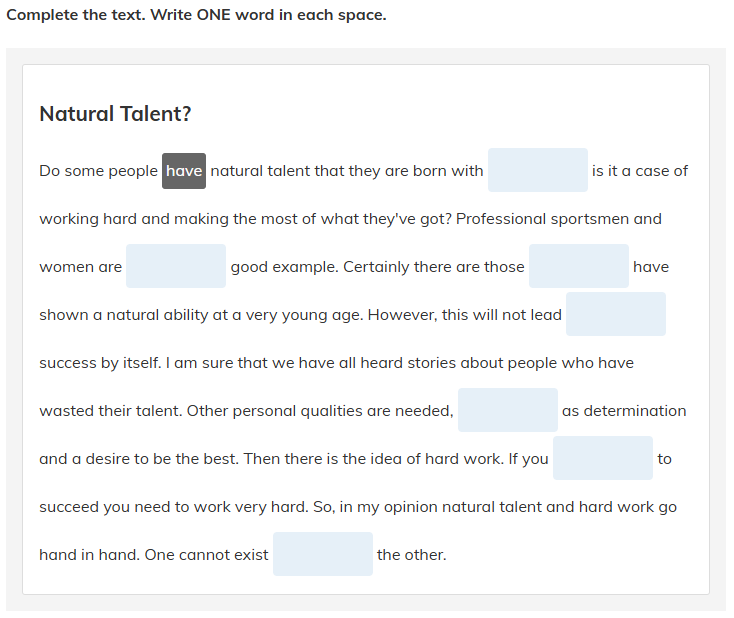 Complete the text. Write ONE word in each space.
Natural Talent?
Do some people have natural talent that they are born with is it a case of
working hard and making the most of what they've got? Professional sportsmen and
women are good example. Certainly there are those have
shown a natural ability at a very young age. However, this will not lead
success by itself. I am sure that we have all heard stories about people who have
wasted their talent. Other personal qualities are needed, as determination
and a desire to be the best. Then there is the idea of hard work. If you to
succeed you need to work very hard. So, in my opinion natural talent and hard work go
hand in hand. One cannot exist the other.